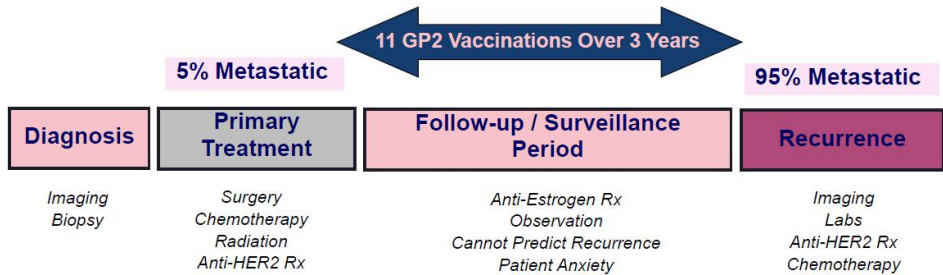 11 GP2 Vaccinations Over 3 Years
5% Metastatic
95% Metastatic
Diagnosis
Primary
Treatment
Follow-up / Surveillance
Period
Recurrence
Imaging
Biopsy
Surgery
Chemotherapy
Radiation
Anti-HER2 Rx
Anti-Estrogen Rx
Observation
Cannot Predict Recurrence
Patient Anxiety
Imaging
Labs
Anti-HER2 Rx
Chemotherapy